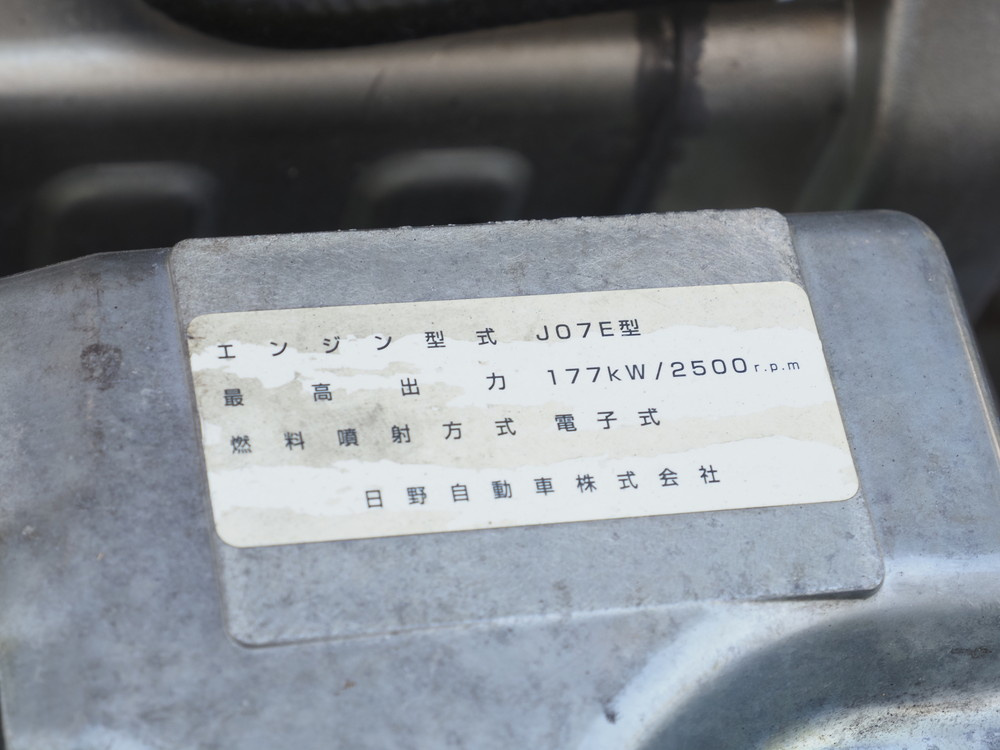 エンジン型式 J07E型
最高出力 177kW/2500r.p.m
燃料噴射方式 電子式
日野自動車株式会社